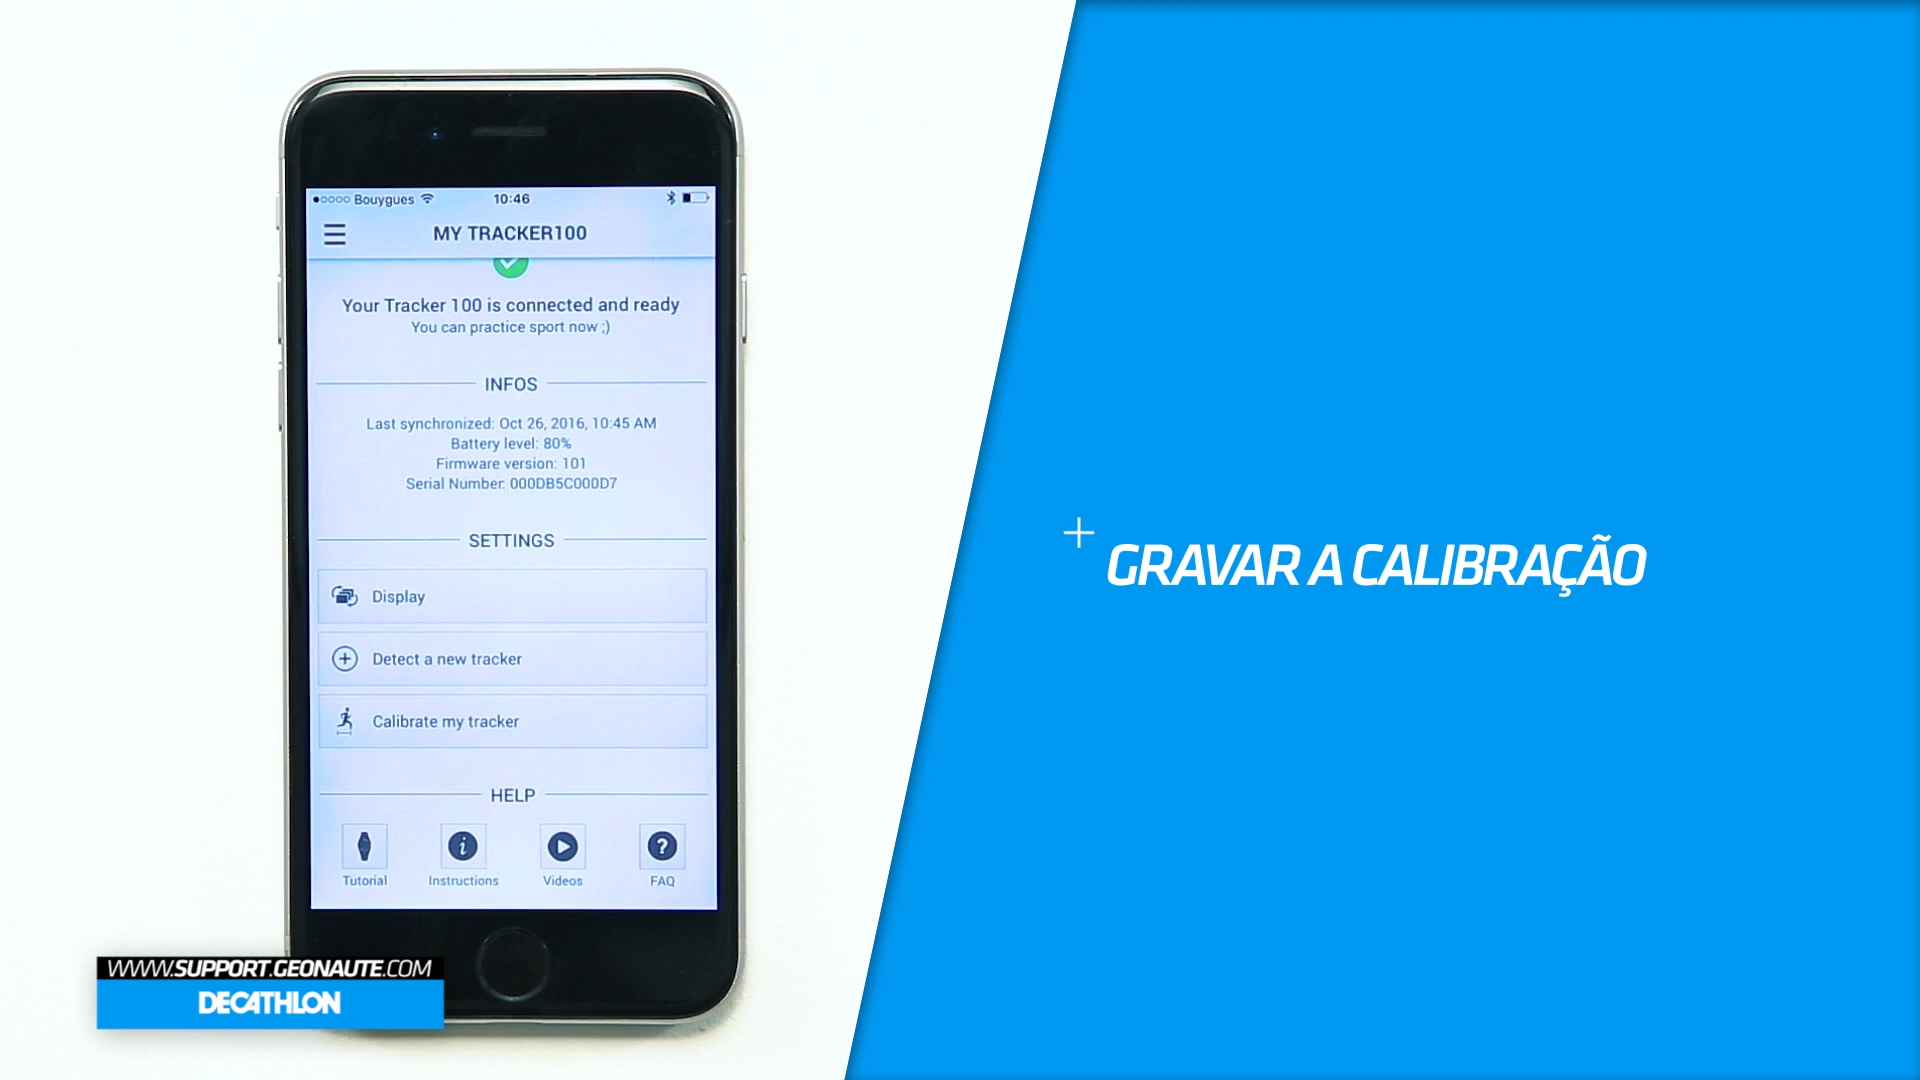 Bouygues
10:46
MY TRACKER100
Your Tracker 100 is connected and ready
You can practice sport now ;)
INFOS
Last synchronized: Oct 26, 2016, 10:45 AM
Battery level: 80%
Firmware version: 101
Serial Number: 000DB5C000D7
SETTINGS
Display
Detect a new tracker
Calibrate my tracker
HELP
Tutorial
Instructions
Videos
FAQ
WWW.SUPPORT.GEONAUTE.COM
DECATHLON
+ GRAVAR A CALIBRAÇÃO